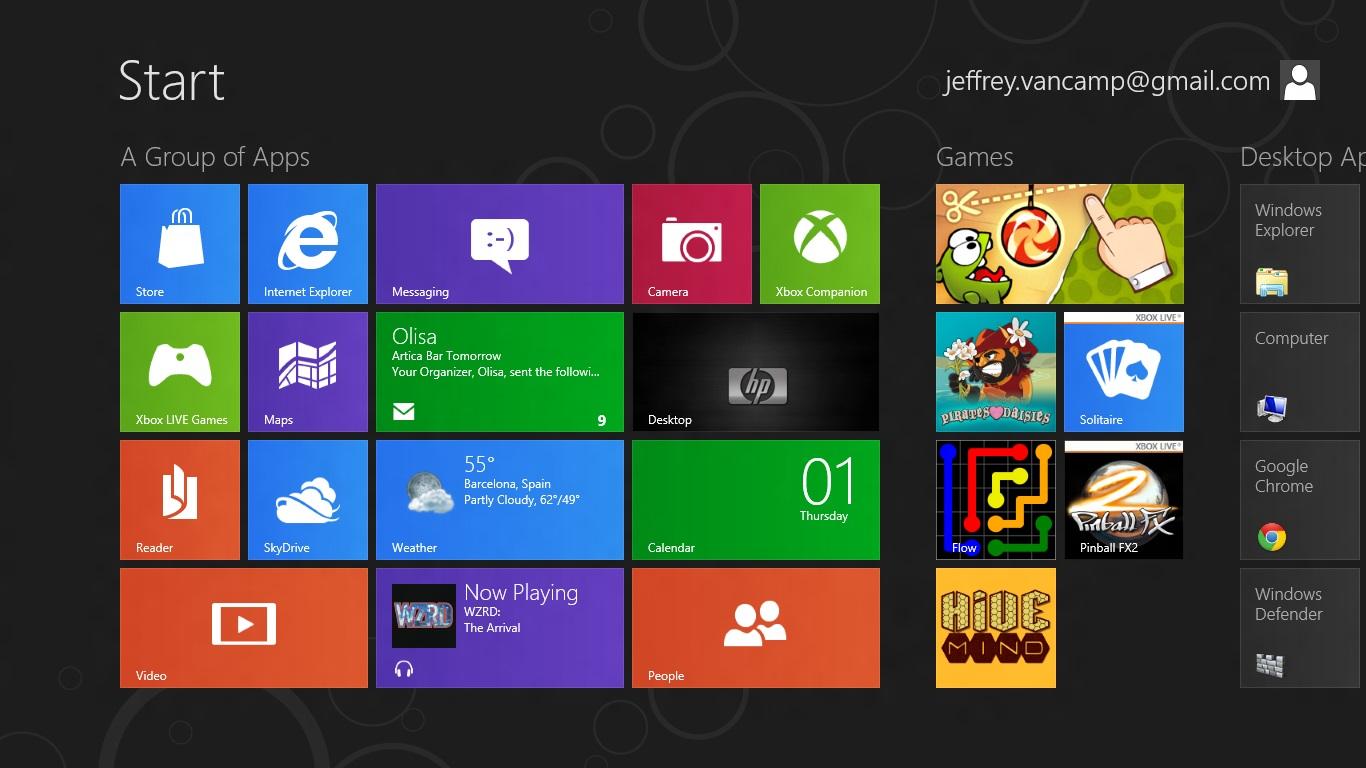 Start
jeffrey.vancamp@gmail.com
A Group of Apps
Store
Internet Explorer
:-)
Messaging
Camera
Xbox Companion
Xbox LIVE Games
Maps
Olisa
Artica Bar Tomorrow
Your Organizer, Olisa, sent the followi...
9
hp
Desktop
Reader
SkyDrive
55°
Barcelona, Spain
Partly Cloudy, 62°/49°
Weather
01
Thursday
Calendar
Video
WZRD
Now Playing
WZRD:
The Arrival
People
Games
PIRATES DAISIES
XBOX LIVE
Solitaire
Flow
XBOX LIVE
2
Pinball FX
Pinball FX2
HIVE
MIND
Desktop Ap
Windows
Explorer
Computer
Google
Chrome
Windows
Defender